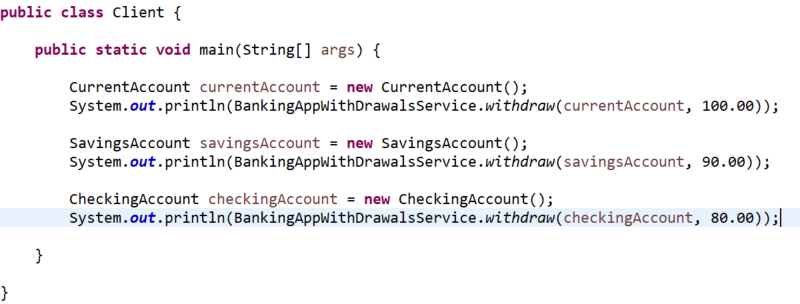 public class Client {
public static void main(String[] args) {
CurrentAccount currentAccount = new CurrentAccount();
System.out.println(BankingAppWithDrawalsService.withdraw(currentAccount, 100.00));
SavingsAccount savingsAccount = new SavingsAccount();
System.out.println(BankingAppWithDrawalsService.withdraw(savingsAccount, 90.00));
CheckingAccount checkingAccount = new CheckingAccount();
System.out.println(BankingAppWithDrawalsService.withdraw(checkingAccount, 80.00));
}
}